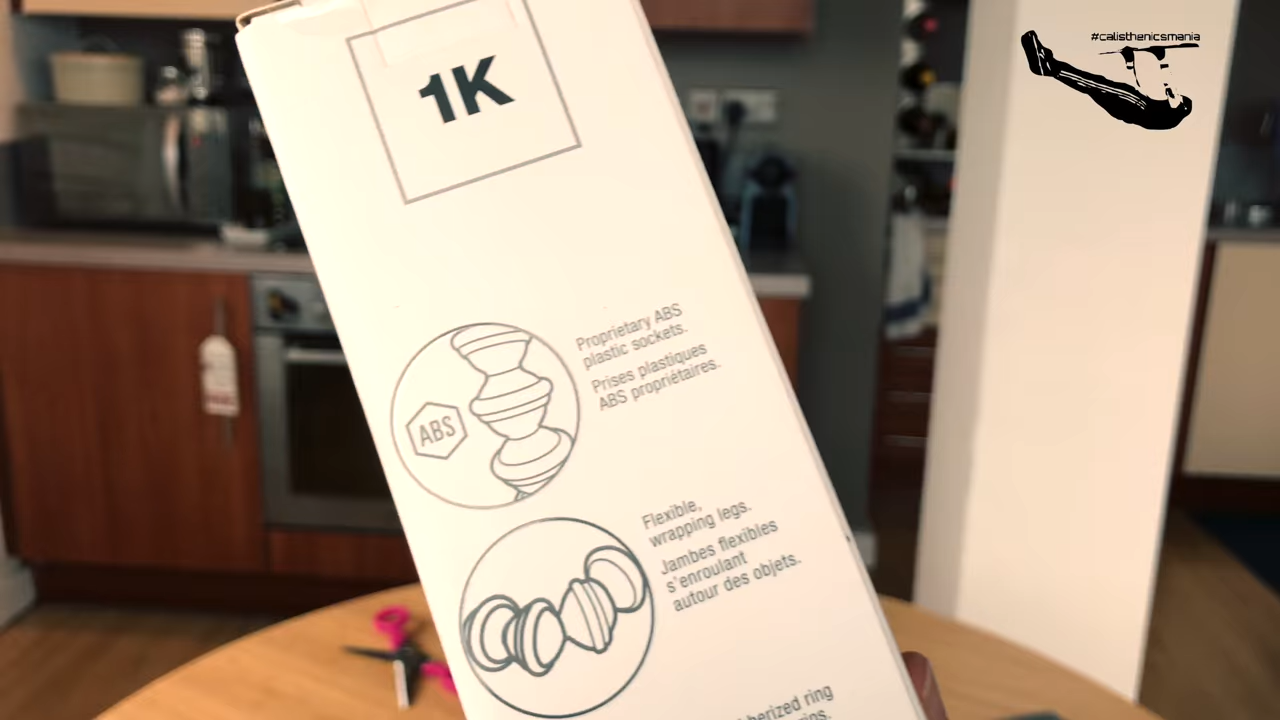 #calisthenicsmania
1K
Proprietary ABS
plastic sockets.
Prises plastiques
ABS propriétaires.
ABS
Flexible,
wrapping legs.
Jambes flexibles
s'enroulant
autour des objets.
ring